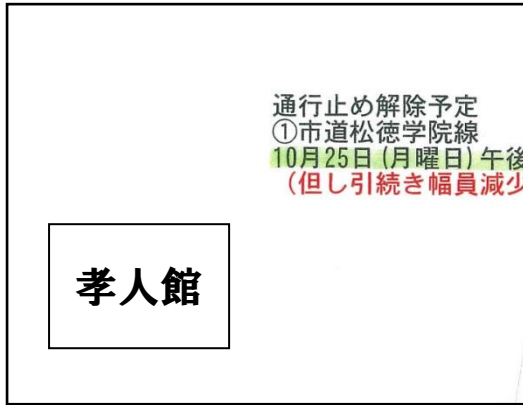 通行止め解除予定
①市道松徳学院線
10月25日(月曜日)午後
(但し引続き幅員減少
孝人館